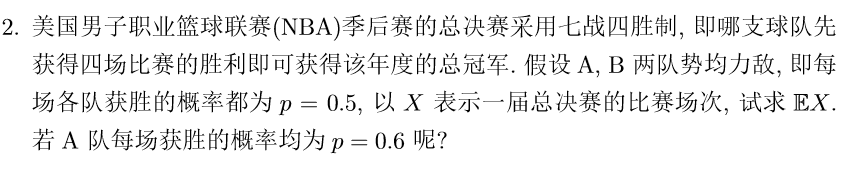 2. 美国男子职业篮球联赛(NBA)季后赛的总决赛采用七战四胜制, 即哪支球队先
获得四场比赛的胜利即可获得该年度的总冠军. 假设 A, B 两队势均力敌, 即每
场各队获胜的概率都为 p = 0.5, 以 X 表示一届总决赛的比赛场次, 试求 𝔼X.
若 A 队每场获胜的概率均为 p = 0.6 呢?